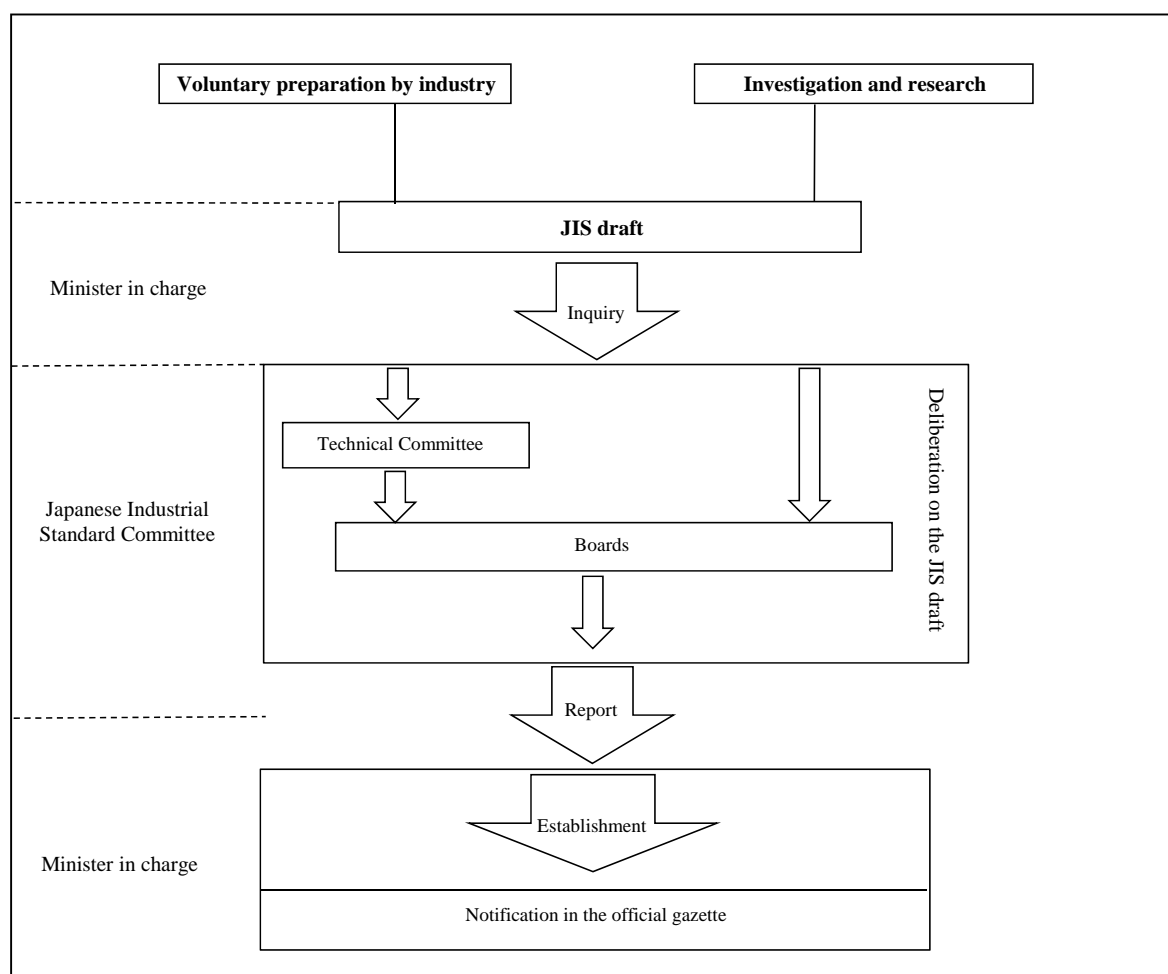 Voluntary preparation by industry
Investigation and research
JIS draft
Minister in charge
Inquiry
Technical Committee
Japanese Industrial
Standard Committee
Boards
Deliberation on the JIS draft
Report
Establishment
Minister in charge
Notification in the official gazette